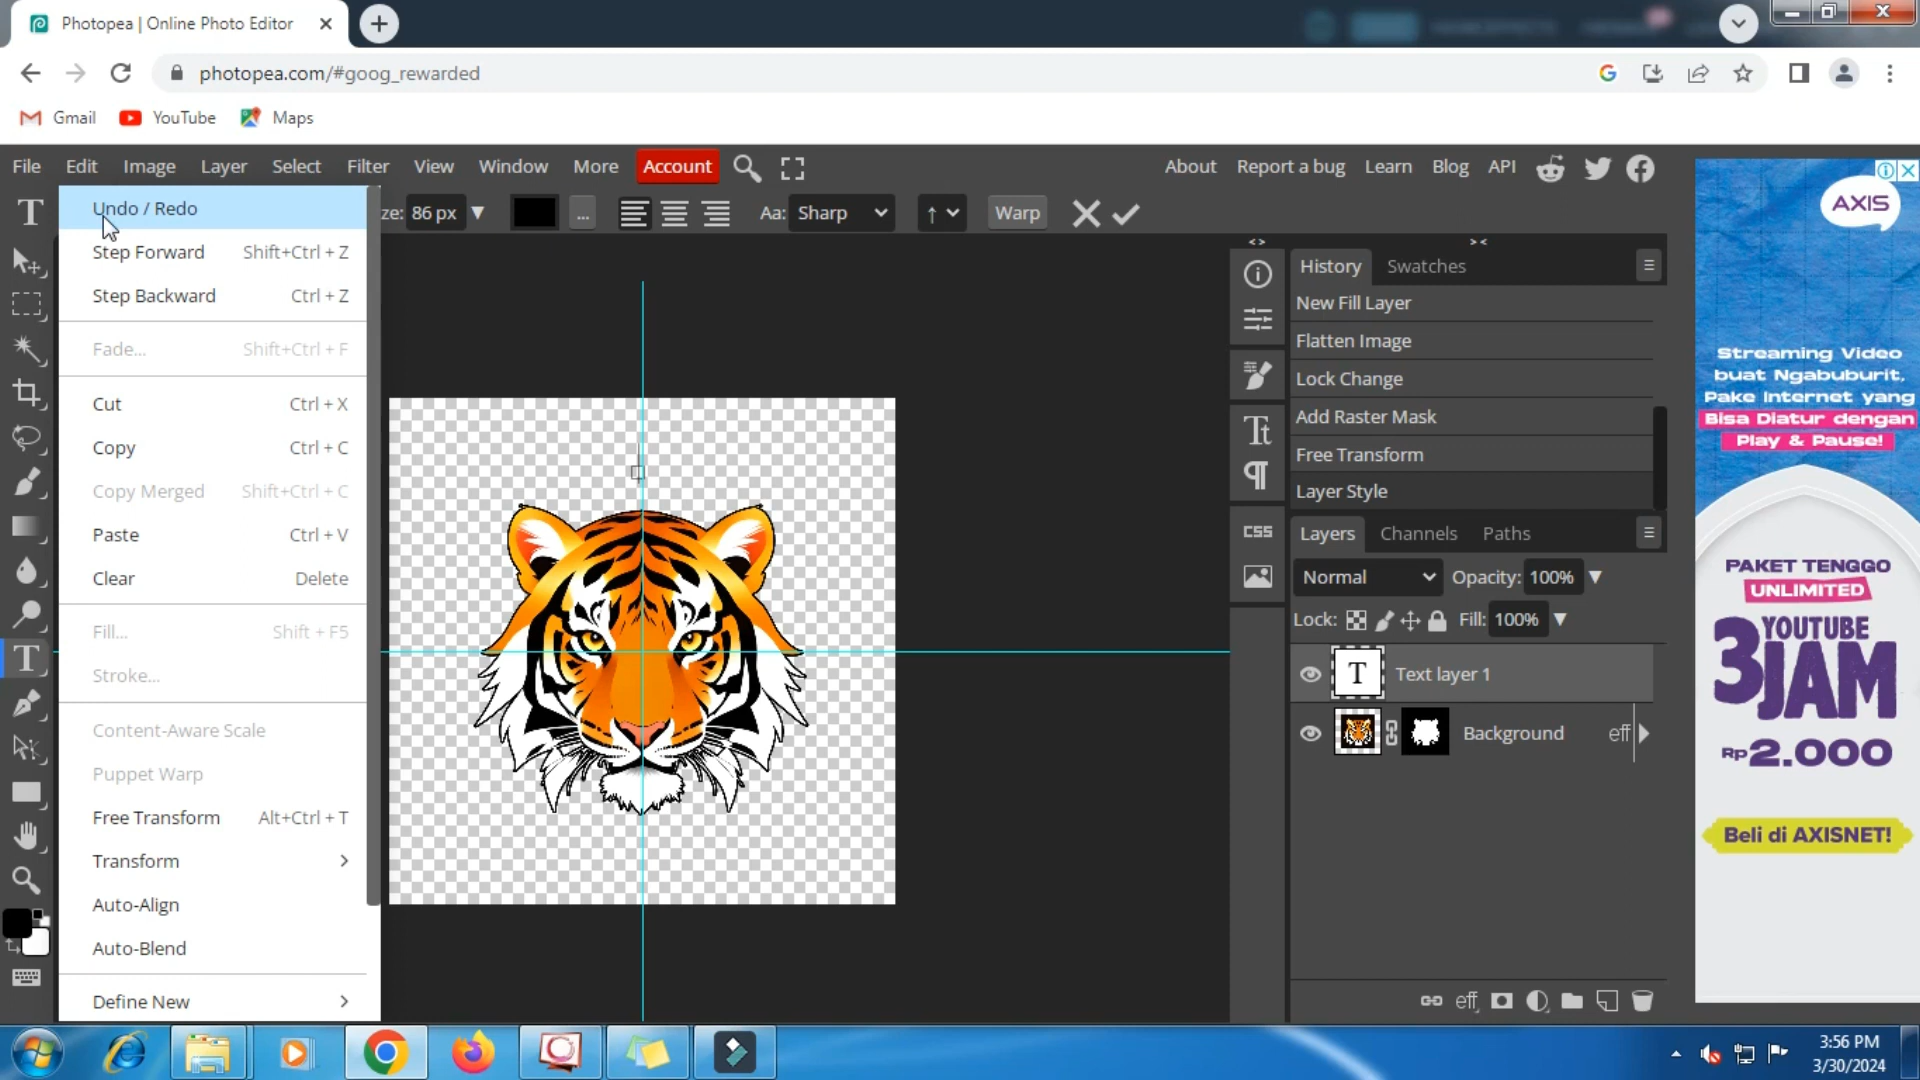 Photopea | Online Photo Editor
photopea.com/#goog_rewarded
Gmail YouTube Maps
File Edit Image Layer Select Filter View Window More Account
About Report a bug Learn Blog API
ze: 86 px
...
Aa: Sharp
Warp
Undo / Redo
Step Forward Shift+Ctrl + Z
Step Backward Ctrl + Z
Fade... Shift+Ctrl + F
Cut Ctrl + X
Copy Ctrl + C
Copy Merged Shift+Ctrl + C
Paste Ctrl + V
Clear Delete
Fill... Shift + F5
Stroke...
Content-Aware Scale
Puppet Warp
Free Transform Alt+Ctrl + T
Transform
Auto-Align
Auto-Blend
Define New
CSS
History Swatches
New Fill Layer
Flatten Image
Lock Change
Add Raster Mask
Free Transform
Layer Style
Layers Channels Paths
Normal Opacity: 100%
Lock: Fill: 100%
T Text layer 1
Background eff
eff
AXIS
Streaming Video
buat Ngabuburit,
Pake Internet yang
Bisa Diatur dengan
Play & Pause!
PAKET TENGGO
UNLIMITED
3 YOUTUBE
JAM
Rp2.000
Beli di AXISNET!
3:56 PM
3/30/2024